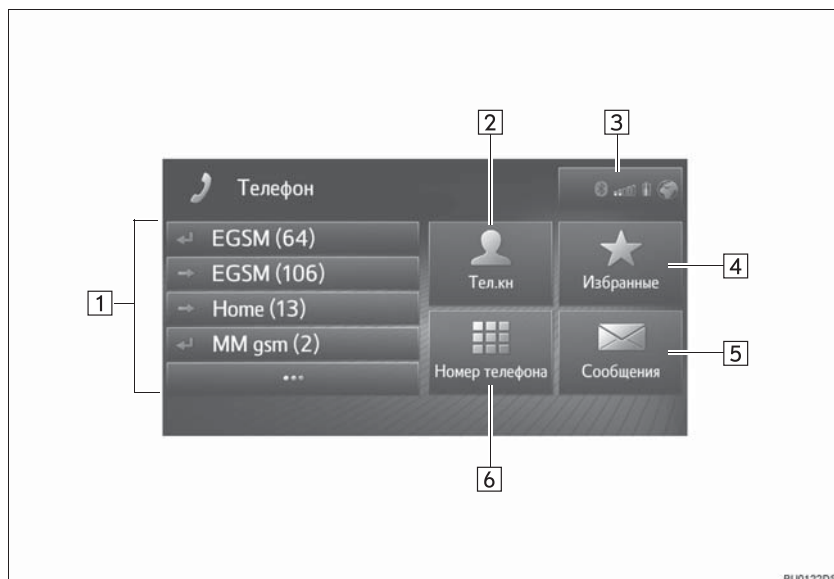 2
3
Телефон
EGSM (64)
EGSM (106)
Home (13)
MM gsm (2)
•••
Тел.кн
Избранные
Номер телефона
Сообщения
1
4
5
6